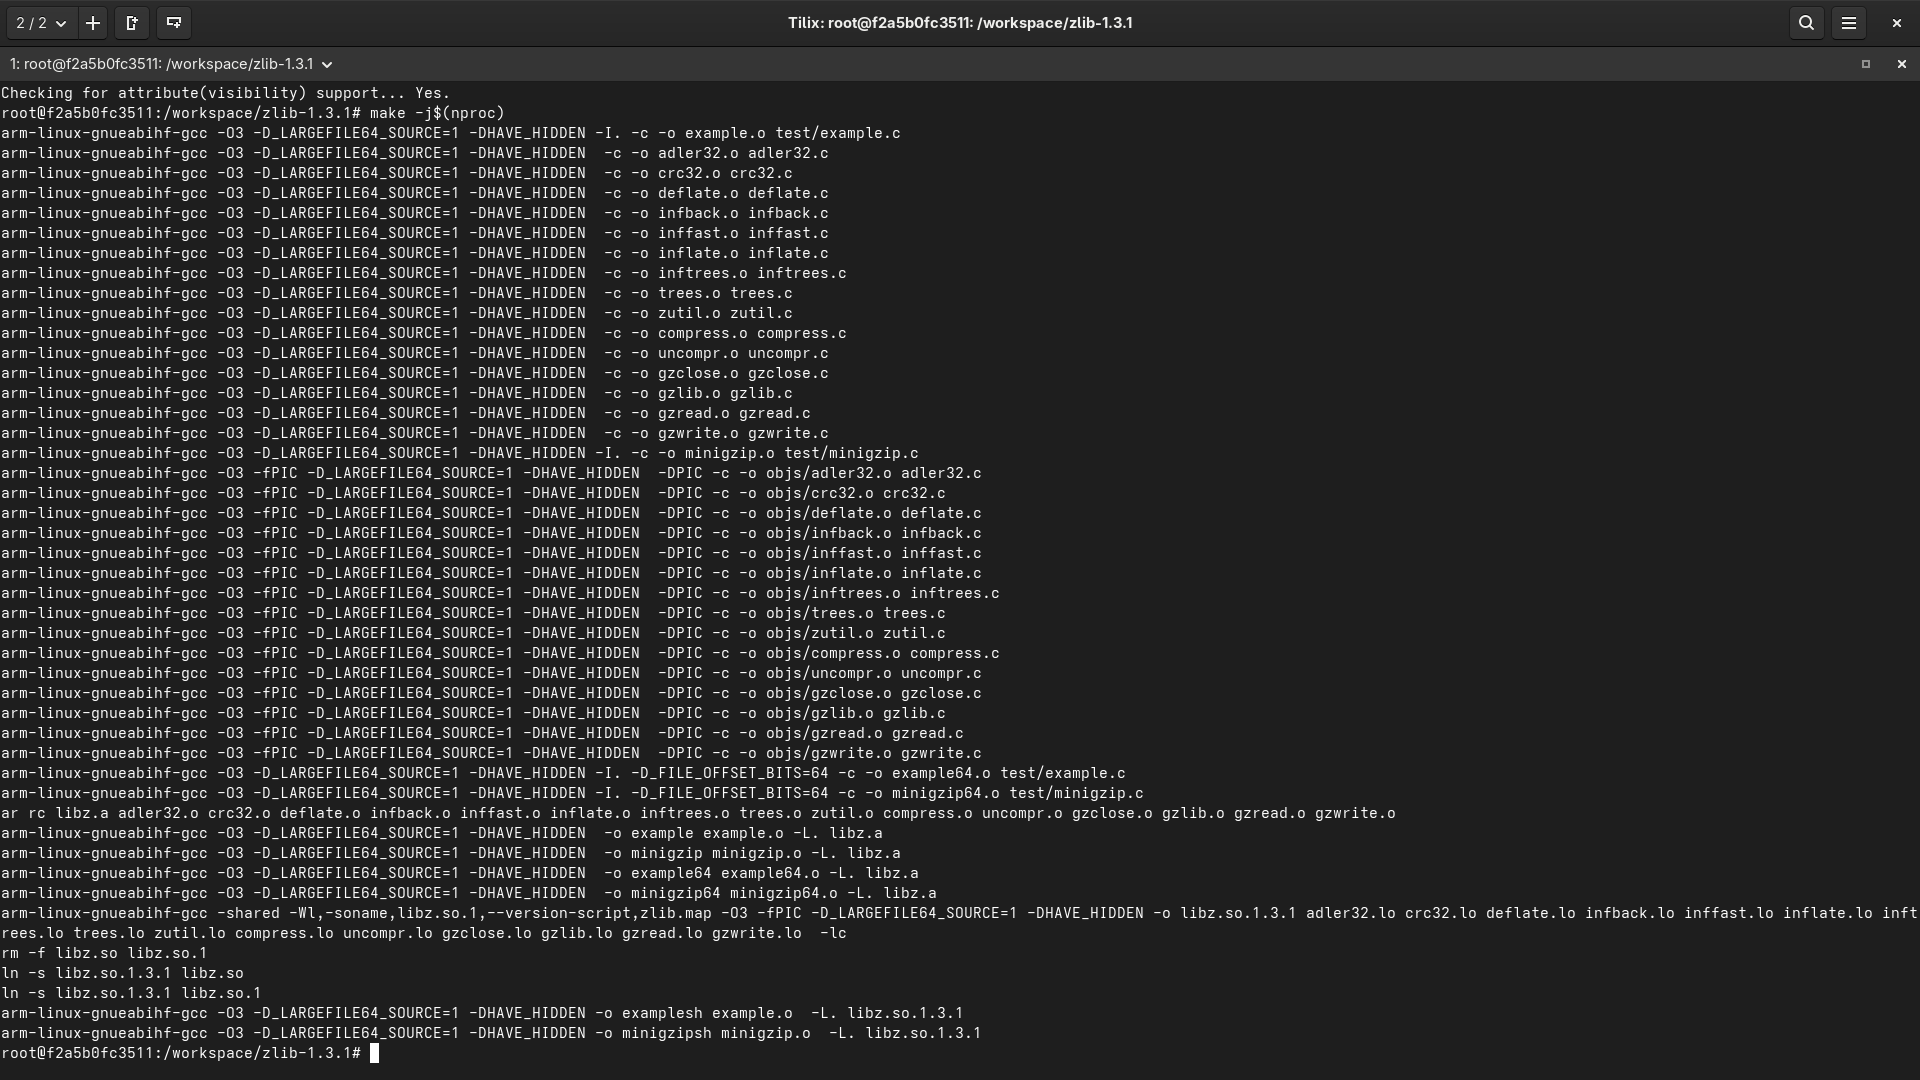 2 / 2
Tilix: root@f2a5b0fc3511: /workspace/zlib-1.3.1
1: root@f2a5b0fc3511: /workspace/zlib-1.3.1
Checking for attribute(visibility) support... Yes.
root@f2a5b0fc3511:/workspace/zlib-1.3.1# make -j$(nproc)
arm-linux-gnueabihf-gcc -O3 -D_LARGEFILE64_SOURCE=1 -DHAVE_HIDDEN -I. -c -o example.o test/example.c
arm-linux-gnueabihf-gcc -O3 -D_LARGEFILE64_SOURCE=1 -DHAVE_HIDDEN  -c -o adler32.o adler32.c
arm-linux-gnueabihf-gcc -O3 -D_LARGEFILE64_SOURCE=1 -DHAVE_HIDDEN  -c -o crc32.o crc32.c
arm-linux-gnueabihf-gcc -O3 -D_LARGEFILE64_SOURCE=1 -DHAVE_HIDDEN  -c -o deflate.o deflate.c
arm-linux-gnueabihf-gcc -O3 -D_LARGEFILE64_SOURCE=1 -DHAVE_HIDDEN  -c -o infback.o infback.c
arm-linux-gnueabihf-gcc -O3 -D_LARGEFILE64_SOURCE=1 -DHAVE_HIDDEN  -c -o inffast.o inffast.c
arm-linux-gnueabihf-gcc -O3 -D_LARGEFILE64_SOURCE=1 -DHAVE_HIDDEN  -c -o inflate.o inflate.c
arm-linux-gnueabihf-gcc -O3 -D_LARGEFILE64_SOURCE=1 -DHAVE_HIDDEN  -c -o inftrees.o inftrees.c
arm-linux-gnueabihf-gcc -O3 -D_LARGEFILE64_SOURCE=1 -DHAVE_HIDDEN  -c -o trees.o trees.c
arm-linux-gnueabihf-gcc -O3 -D_LARGEFILE64_SOURCE=1 -DHAVE_HIDDEN  -c -o zutil.o zutil.c
arm-linux-gnueabihf-gcc -O3 -D_LARGEFILE64_SOURCE=1 -DHAVE_HIDDEN  -c -o compress.o compress.c
arm-linux-gnueabihf-gcc -O3 -D_LARGEFILE64_SOURCE=1 -DHAVE_HIDDEN  -c -o uncompr.o uncompr.c
arm-linux-gnueabihf-gcc -O3 -D_LARGEFILE64_SOURCE=1 -DHAVE_HIDDEN  -c -o gzclose.o gzclose.c
arm-linux-gnueabihf-gcc -O3 -D_LARGEFILE64_SOURCE=1 -DHAVE_HIDDEN  -c -o gzlib.o gzlib.c
arm-linux-gnueabihf-gcc -O3 -D_LARGEFILE64_SOURCE=1 -DHAVE_HIDDEN  -c -o gzread.o gzread.c
arm-linux-gnueabihf-gcc -O3 -D_LARGEFILE64_SOURCE=1 -DHAVE_HIDDEN  -c -o gzwrite.o gzwrite.c
arm-linux-gnueabihf-gcc -O3 -D_LARGEFILE64_SOURCE=1 -DHAVE_HIDDEN -I. -c -o minigzip.o test/minigzip.c
arm-linux-gnueabihf-gcc -O3 -fPIC -D_LARGEFILE64_SOURCE=1 -DHAVE_HIDDEN  -DPIC -c -o objs/adler32.o adler32.c
arm-linux-gnueabihf-gcc -O3 -fPIC -D_LARGEFILE64_SOURCE=1 -DHAVE_HIDDEN  -DPIC -c -o objs/crc32.o crc32.c
arm-linux-gnueabihf-gcc -O3 -fPIC -D_LARGEFILE64_SOURCE=1 -DHAVE_HIDDEN  -DPIC -c -o objs/deflate.o deflate.c
arm-linux-gnueabihf-gcc -O3 -fPIC -D_LARGEFILE64_SOURCE=1 -DHAVE_HIDDEN  -DPIC -c -o objs/infback.o infback.c
arm-linux-gnueabihf-gcc -O3 -fPIC -D_LARGEFILE64_SOURCE=1 -DHAVE_HIDDEN  -DPIC -c -o objs/inffast.o inffast.c
arm-linux-gnueabihf-gcc -O3 -fPIC -D_LARGEFILE64_SOURCE=1 -DHAVE_HIDDEN  -DPIC -c -o objs/inflate.o inflate.c
arm-linux-gnueabihf-gcc -O3 -fPIC -D_LARGEFILE64_SOURCE=1 -DHAVE_HIDDEN  -DPIC -c -o objs/inftrees.o inftrees.c
arm-linux-gnueabihf-gcc -O3 -fPIC -D_LARGEFILE64_SOURCE=1 -DHAVE_HIDDEN  -DPIC -c -o objs/trees.o trees.c
arm-linux-gnueabihf-gcc -O3 -fPIC -D_LARGEFILE64_SOURCE=1 -DHAVE_HIDDEN  -DPIC -c -o objs/zutil.o zutil.c
arm-linux-gnueabihf-gcc -O3 -fPIC -D_LARGEFILE64_SOURCE=1 -DHAVE_HIDDEN  -DPIC -c -o objs/compress.o compress.c
arm-linux-gnueabihf-gcc -O3 -fPIC -D_LARGEFILE64_SOURCE=1 -DHAVE_HIDDEN  -DPIC -c -o objs/uncompr.o uncompr.c
arm-linux-gnueabihf-gcc -O3 -fPIC -D_LARGEFILE64_SOURCE=1 -DHAVE_HIDDEN  -DPIC -c -o objs/gzclose.o gzclose.c
arm-linux-gnueabihf-gcc -O3 -fPIC -D_LARGEFILE64_SOURCE=1 -DHAVE_HIDDEN  -DPIC -c -o objs/gzlib.o gzlib.c
arm-linux-gnueabihf-gcc -O3 -fPIC -D_LARGEFILE64_SOURCE=1 -DHAVE_HIDDEN  -DPIC -c -o objs/gzread.o gzread.c
arm-linux-gnueabihf-gcc -O3 -fPIC -D_LARGEFILE64_SOURCE=1 -DHAVE_HIDDEN  -DPIC -c -o objs/gzwrite.o gzwrite.c
arm-linux-gnueabihf-gcc -O3 -D_LARGEFILE64_SOURCE=1 -DHAVE_HIDDEN -I. -D_FILE_OFFSET_BITS=64 -c -o example64.o test/example.c
arm-linux-gnueabihf-gcc -O3 -D_LARGEFILE64_SOURCE=1 -DHAVE_HIDDEN -I. -D_FILE_OFFSET_BITS=64 -c -o minigzip64.o test/minigzip.c
ar rc libz.a adler32.o crc32.o deflate.o infback.o inffast.o inflate.o inftrees.o trees.o zutil.o compress.o uncompr.o gzclose.o gzlib.o gzread.o gzwrite.o
arm-linux-gnueabihf-gcc -O3 -D_LARGEFILE64_SOURCE=1 -DHAVE_HIDDEN  -o example example.o -L. libz.a
arm-linux-gnueabihf-gcc -O3 -D_LARGEFILE64_SOURCE=1 -DHAVE_HIDDEN  -o minigzip minigzip.o -L. libz.a
arm-linux-gnueabihf-gcc -O3 -D_LARGEFILE64_SOURCE=1 -DHAVE_HIDDEN  -o example64 example64.o -L. libz.a
arm-linux-gnueabihf-gcc -O3 -D_LARGEFILE64_SOURCE=1 -DHAVE_HIDDEN  -o minigzip64 minigzip64.o -L. libz.a
arm-linux-gnueabihf-gcc -shared -Wl,-soname,libz.so.1,--version-script,zlib.map -O3 -fPIC -D_LARGEFILE64_SOURCE=1 -DHAVE_HIDDEN -o libz.so.1.3.1 adler32.lo crc32.lo deflate.lo infback.lo inffast.lo inflate.lo inft
rees.lo trees.lo zutil.lo compress.lo uncompr.lo gzclose.lo gzlib.lo gzread.lo gzwrite.lo  -lc
rm -f libz.so libz.so.1
ln -s libz.so.1.3.1 libz.so
ln -s libz.so.1.3.1 libz.so.1
arm-linux-gnueabihf-gcc -O3 -D_LARGEFILE64_SOURCE=1 -DHAVE_HIDDEN -o examplesh example.o  -L. libz.so.1.3.1
arm-linux-gnueabihf-gcc -O3 -D_LARGEFILE64_SOURCE=1 -DHAVE_HIDDEN -o minigzipsh minigzip.o  -L. libz.so.1.3.1
root@f2a5b0fc3511:/workspace/zlib-1.3.1#